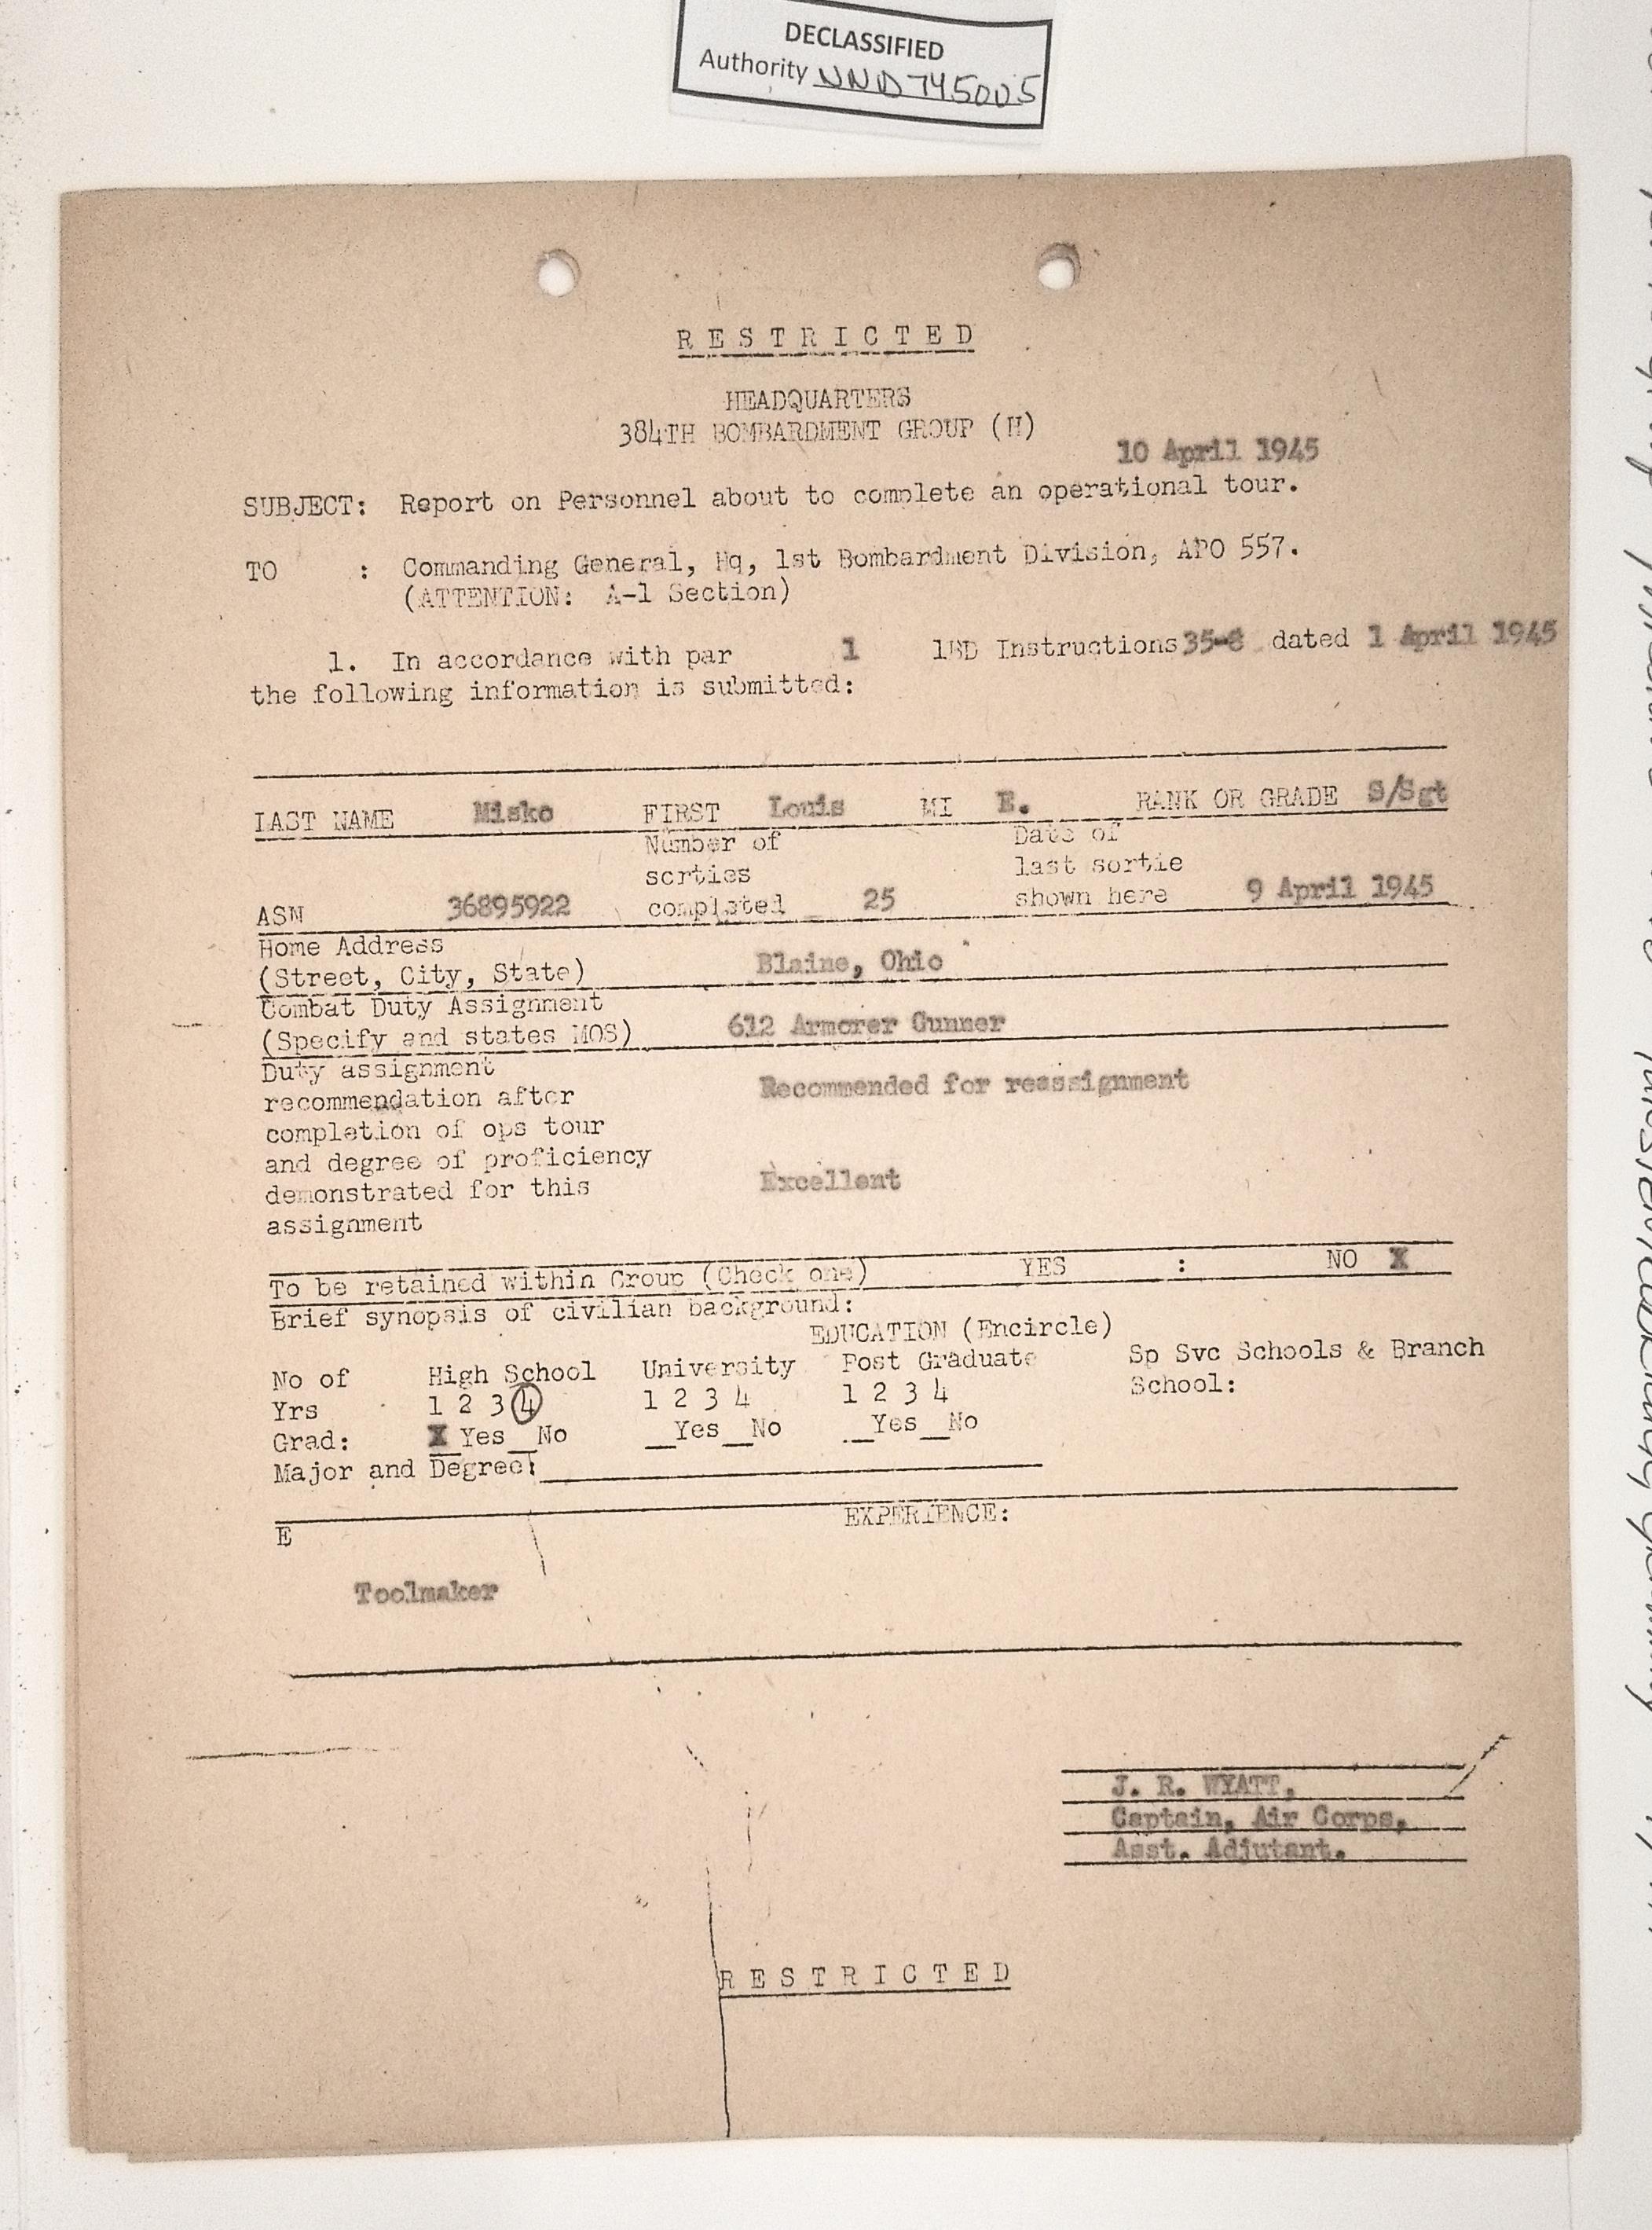 DECLASSIFIED
Authority NND 745005
R E S T R I C T E D
HEADQUARTERS
384TH BOMBARDMENT GROUP (H)
10 April 1945
SUBJECT: Report on Personnel about to complete an operational tour.
TO : Commanding General, Hq, 1st Bombardment Division, APO 557.
(ATTENTION: A-1 Section)
1. In accordance with par 1 1BD Instructions 35-8 dated 1 April 1945
the following information is submitted:
LAST NAME Misko FIRST Louis MI E. RANK OR GRADE S/Sgt
Number of Date of
sorties last sortie
ASN 36895922 completed 25 shown here 9 April 1945
Home Address
(Street, City, State) Blaine, Ohio
Combat Duty Assignment
(Specify and states MOS) 612 Armorer Gunner
Duty assignment
recommendation after Recommended for reassignment
completion of ops tour
and degree of proficiency
demonstrated for this Excellent
assignment
To be retained within Group (Check one) YES : NO X
Brief synopsis of civilian background:
EDUCATION (Encircle)
No of High School University Post Graduate Sp Svc Schools & Branch
Yrs 1 2 3 4 1 2 3 4 1 2 3 4 School:
Grad: X Yes _ No _Yes _No _Yes _No
Major and Degree:
E EXPERIENCE:
Toolmaker
J. R. WYATT,
Captain, Air Corps,
Asst. Adjutant.
R E S T R I C T E D